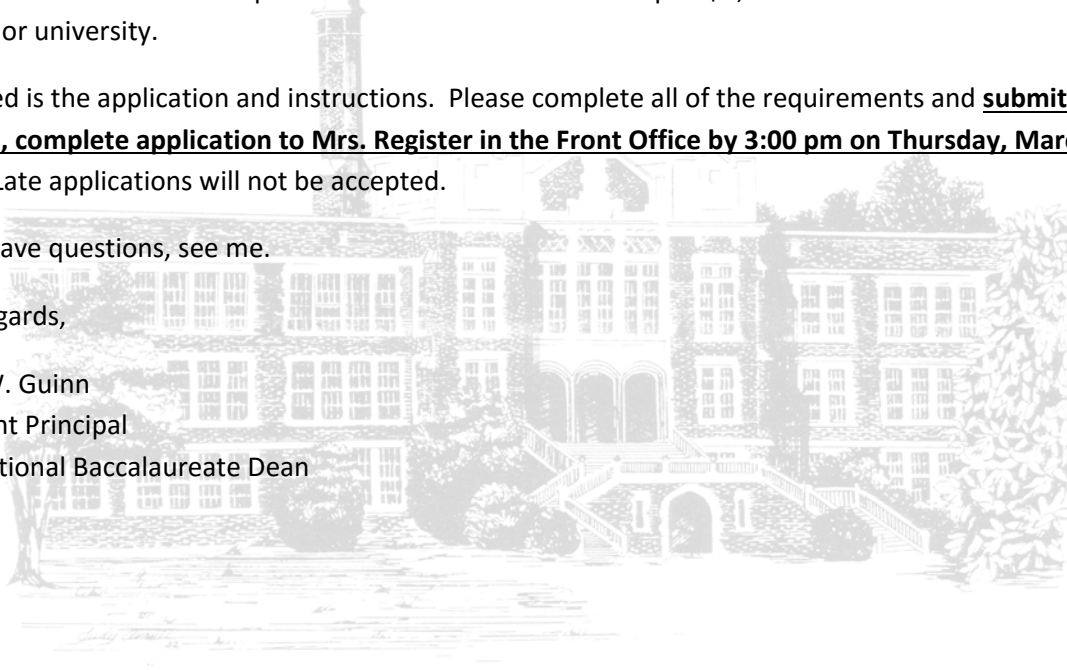 or university.
ed is the application and instructions. Please complete all of the requirements and submit
, complete application to Mrs. Register in the Front Office by 3:00 pm on Thursday, Mar
Late applications will not be accepted.
ave questions, see me.
gards,
. Guinn
nt Principal
tional Baccalaureate Dean